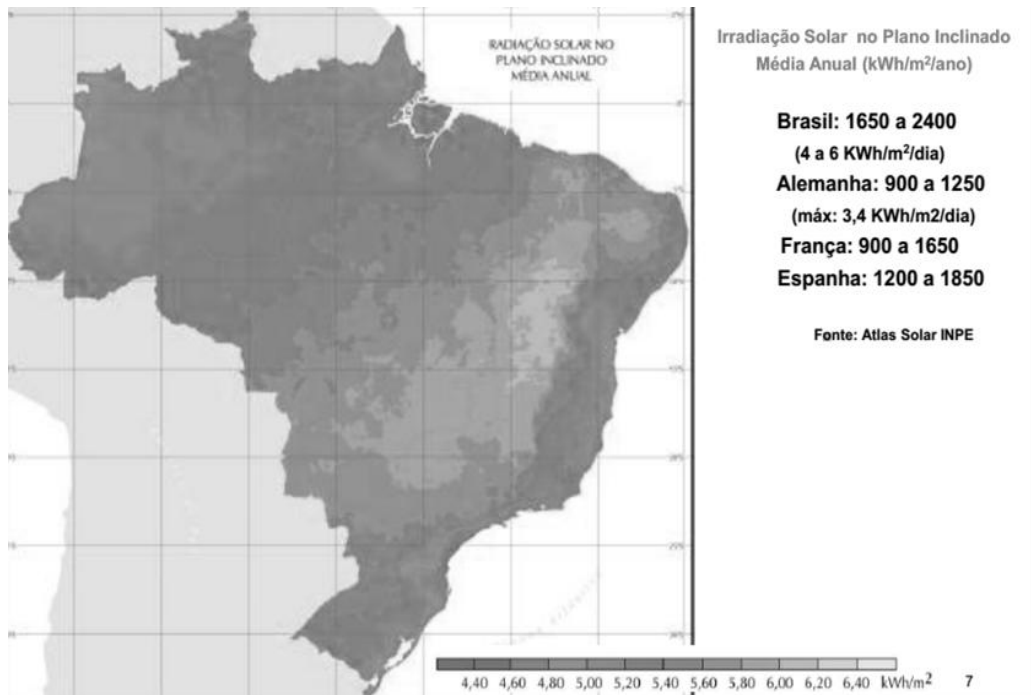 RADIAÇÃO SOLAR NO
PLANO INCLINADO
MÉDIA ANUAL
Irradiação Solar no Plano Inclinado
Média Anual (kWh/m²/ano)
Brasil: 1650 a 2400
(4 a 6 KWh/m²/dia)
Alemanha: 900 a 1250
(máx: 3,4 KWh/m2/dia)
França: 900 a 1650
Espanha: 1200 a 1850
Fonte: Atlas Solar INPE
4,40 4,60 4,80 5,00 5,20 5,40 5,60 5,80 6,00 6,20 6,40 kWh/m²
7